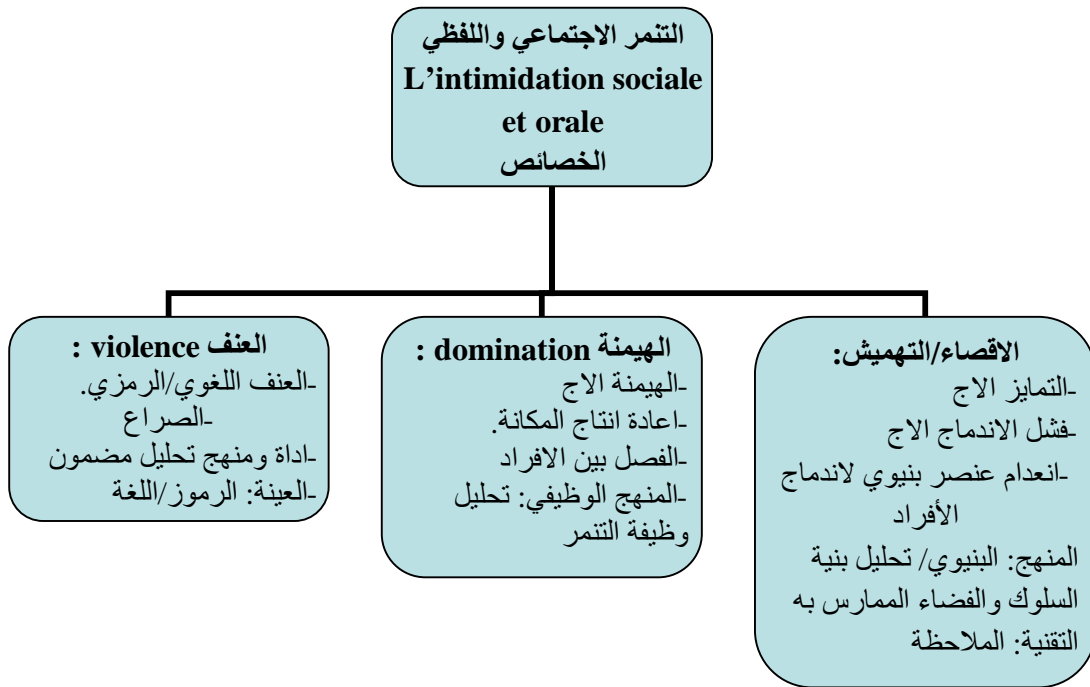 التنمر الاجتماعي واللفظي
L’intimidation sociale
et orale
الخصائص
الاقصاء/التهميش:
-التمايز الاج
-فشل الاندماج الاج
-انعدام عنصر بنيوي لاندماج
الأفراد
المنهج: البنيوي/ تحليل بنية
السلوك والفضاء الممارس به
التقنية: الملاحظة
الهيمنة domination :
-الهيمنة الاج
-اعادة انتاج المكانة.
-الفصل بين الافراد
-المنهج الوظيفي: تحليل
وظيفة التنمر
العنف violence :
-العنف اللغوي/الرمزي.
-الصراع
-اداة ومنهج تحليل مضمون
-العينة: الرموز/اللغة